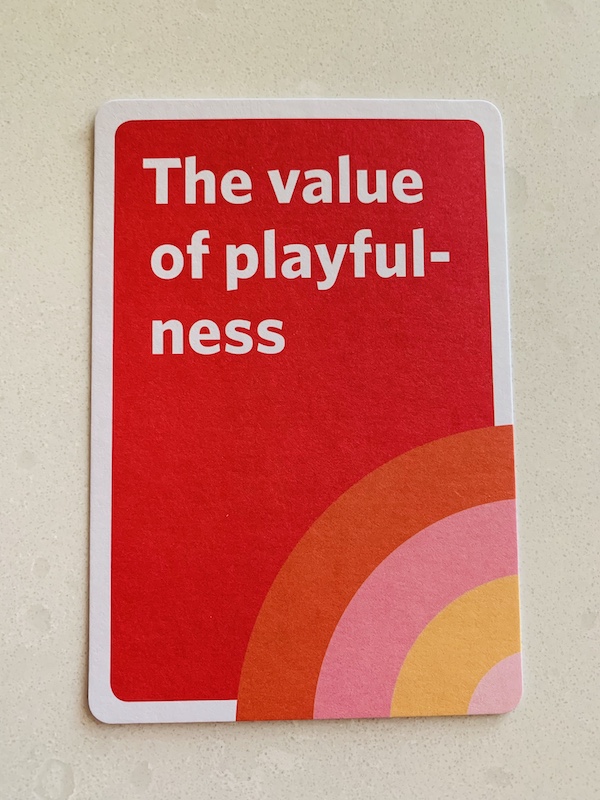 The value
of playful-
ness